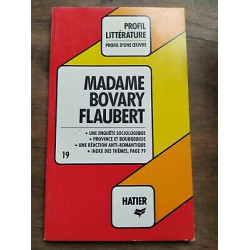 PROFIL
LITTÉRATURE
PROFIL D'UNE ŒUVRE
MADAME
BOVARY
FLAUBERT
• UNE ENQUÊTE SOCIOLOGIQUE
• PROVINCE ET BOURGEOISIE
• UNE RÉACTION ANTI-ROMANTIQUE
• INDEX DES THÈMES, PAGE 79
19
HATIER